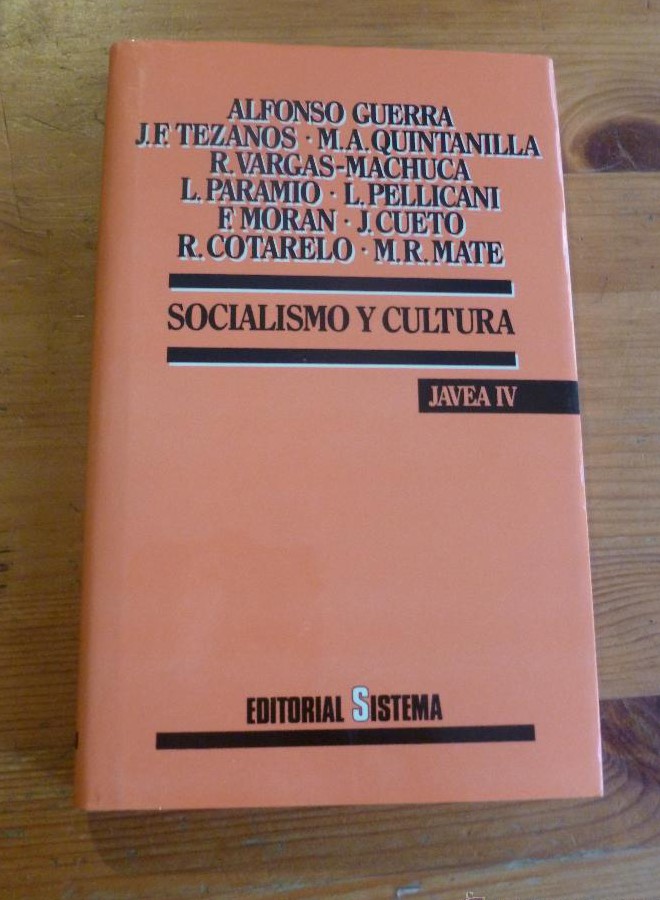 ALFONSO GUERRA
J.F. TEZANOS · M.A. QUINTANILLA
R. VARGAS-MACHUCA
L. PARAMIO · L. PELLICANI
F. MORAN · J. CUETO
R. COTARELO · M.R. MATE
SOCIALISMO Y CULTURA
JAVEA IV
EDITORIAL SISTEMA